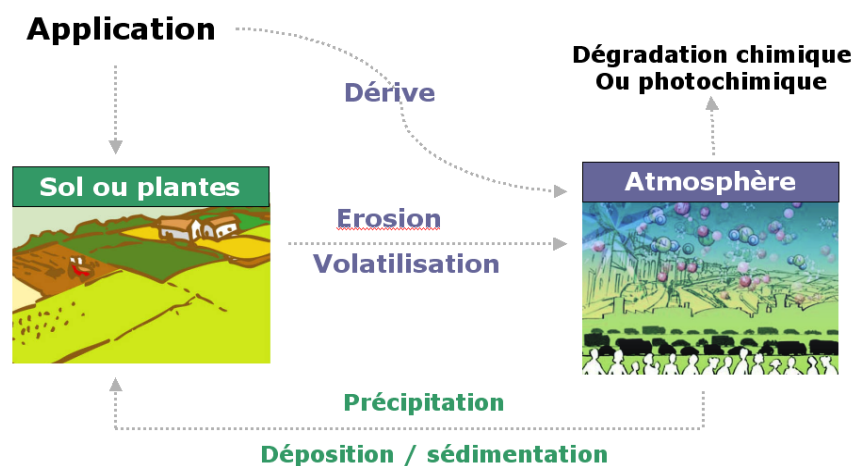 Application
Dégradation chimique
Ou photochimique
Dérive
Sol ou plantes
Atmosphère
Erosion
Volatilisation
Précipitation
Déposition / sédimentation